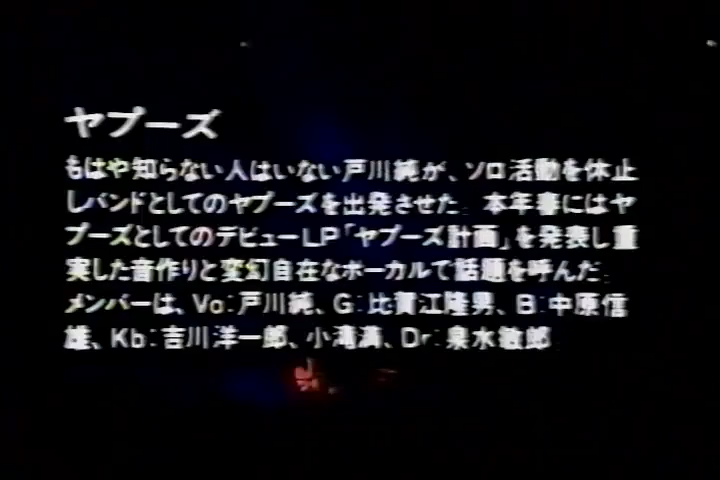 ヤプーズ
もはや知らない人はいない戸川純が、ソロ活動を休止
しバンドとしてのヤプーズを出発させた。本年春にはヤ
プーズとしてのデビューLP「ヤプーズ計画」を発表し重
実した音作りと変幻自在なボーカルで話題を呼んだ。
メンバーは、Vo:戸川純、G:比賀江隆男、B:中原信
雄、Kb:吉川洋一郎、小滝満、Dr:泉水敏郎